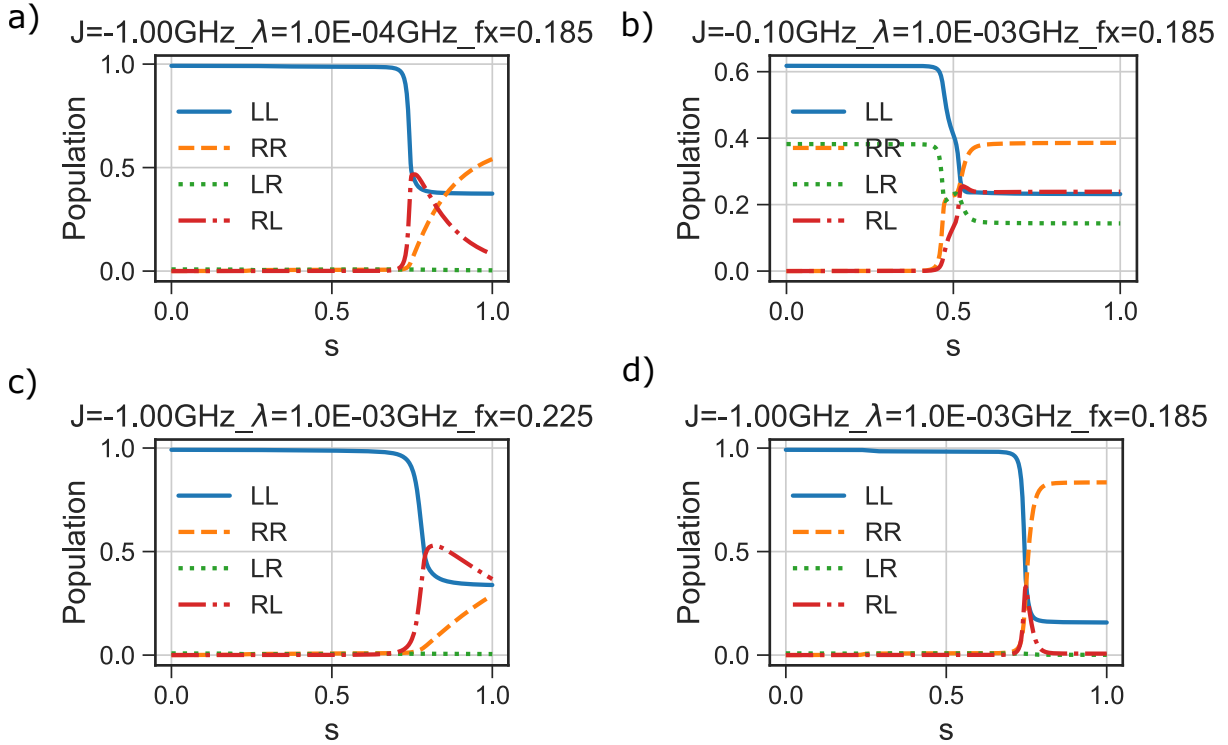 a)
J=-1.00GHz_λ=1.0E-04GHz_fx=0.185
1.0
0.5
0.0
Population
LL
RR
LR
RL
0.0
0.5
1.0
s
b)
J=-0.10GHz_λ=1.0E-03GHz_fx=0.185
0.6
0.4
0.2
0.0
Population
LL
RR
LR
RL
0.0
0.5
1.0
s
c)
J=-1.00GHz_λ=1.0E-03GHz_fx=0.225
1.0
0.5
0.0
Population
LL
RR
LR
RL
0.0
0.5
1.0
s
d)
J=-1.00GHz_λ=1.0E-03GHz_fx=0.185
1.0
0.5
0.0
Population
LL
RR
LR
RL
0.0
0.5
1.0
s